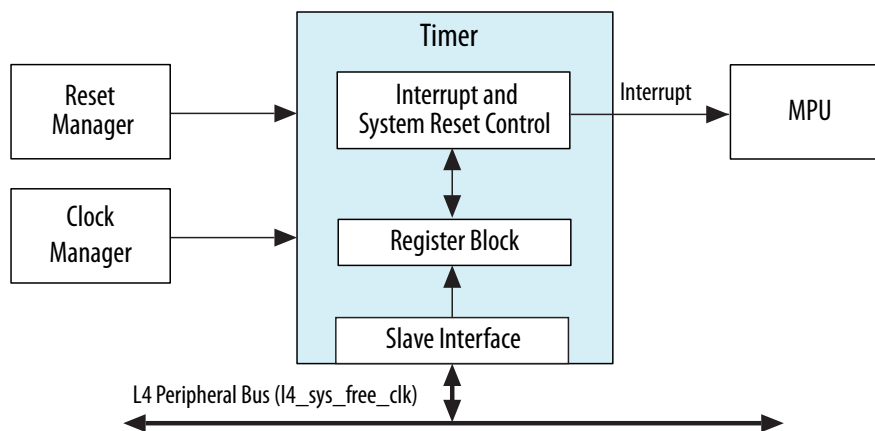 Timer
Reset
Manager
Interrupt and
System Reset Control
Interrupt
MPU
Clock
Manager
Register Block
Slave Interface
L4 Peripheral Bus (l4_sys_free_clk)